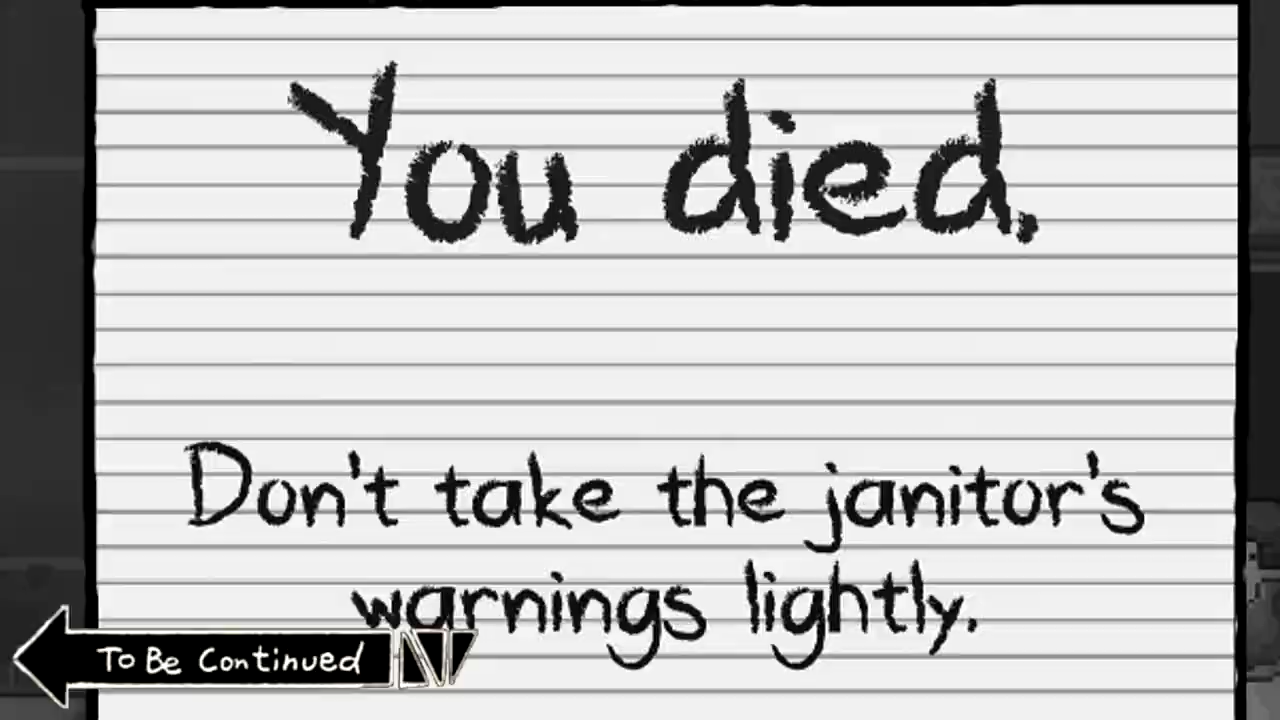 You died.
Don't take the janitor's
warnings lightly.
To Be Continued